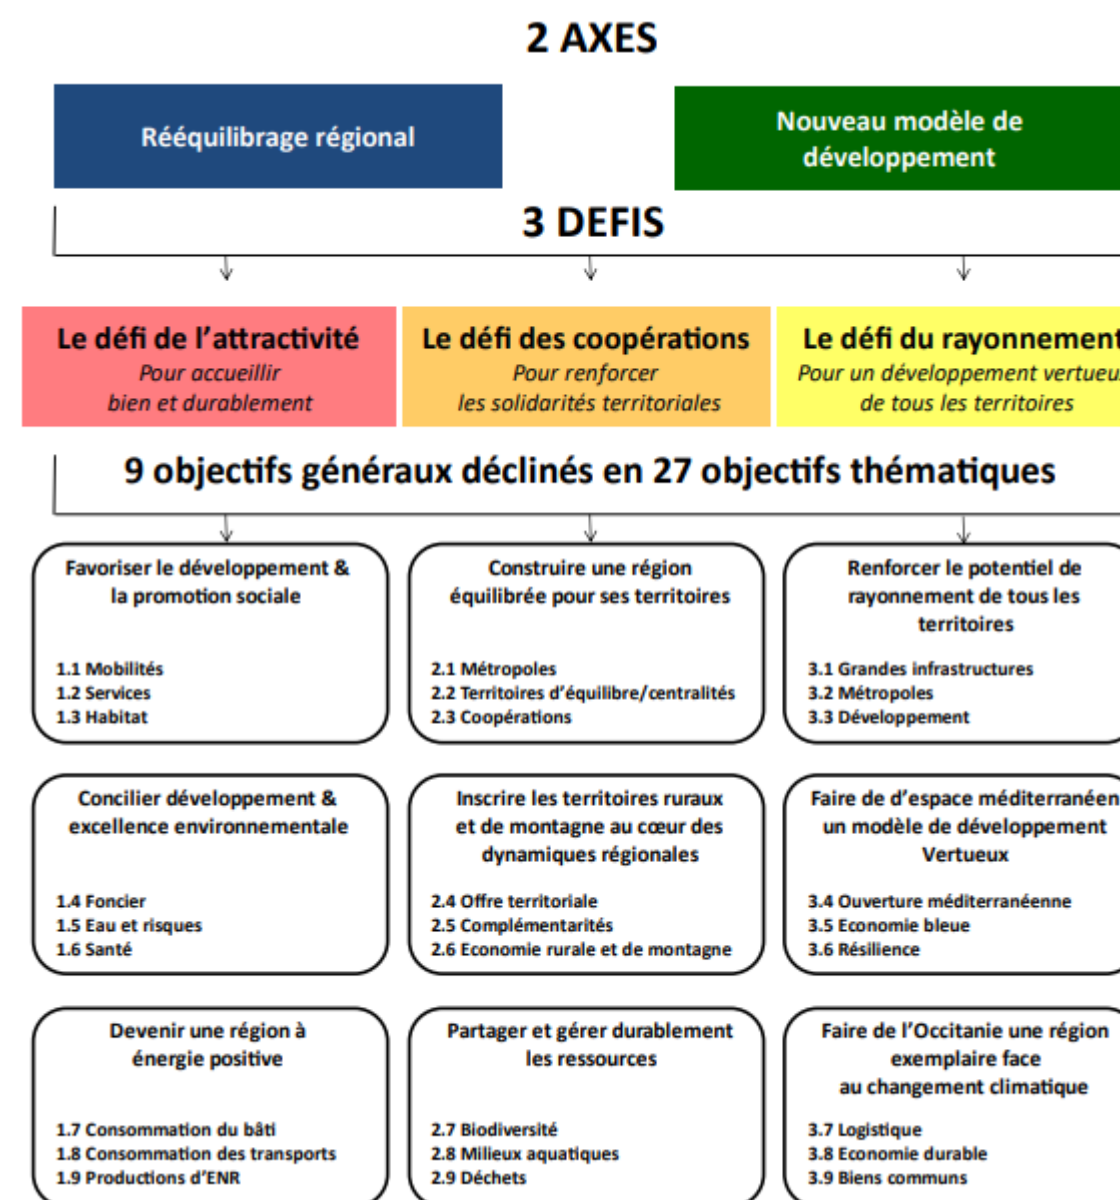 2 AXES
Rééquilibrage régional
Nouveau modèle de
développement
3 DEFIS
Le défi de l’attractivité
Pour accueillir
bien et durablement
Le défi des coopérations
Pour renforcer
les solidarités territoriales
Le défi du rayonnement
Pour un développement vertueux
de tous les territoires
9 objectifs généraux déclinés en 27 objectifs thématiques
Favoriser le développement &
la promotion sociale
1.1 Mobilités
1.2 Services
1.3 Habitat
Construire une région
équilibrée pour ses territoires
2.1 Métropoles
2.2 Territoires d’équilibre/centralités
2.3 Coopérations
Renforcer le potentiel de
rayonnement de tous les
territoires
3.1 Grandes infrastructures
3.2 Métropoles
3.3 Développement
Concilier développement &
excellence environnementale
1.4 Foncier
1.5 Eau et risques
1.6 Santé
Inscrire les territoires ruraux
et de montagne au cœur des
dynamiques régionales
2.4 Offre territoriale
2.5 Complémentarités
2.6 Economie rurale et de montagne
Faire de d’espace méditerranéen
un modèle de développement
Vertueux
3.4 Ouverture méditerranéenne
3.5 Economie bleue
3.6 Résilience
Devenir une région à
énergie positive
1.7 Consommation du bâti
1.8 Consommation des transports
1.9 Productions d’ENR
Partager et gérer durablement
les ressources
2.7 Biodiversité
2.8 Milieux aquatiques
2.9 Déchets
Faire de l’Occitanie une région
exemplaire face
au changement climatique
3.7 Logistique
3.8 Economie durable
3.9 Biens communs